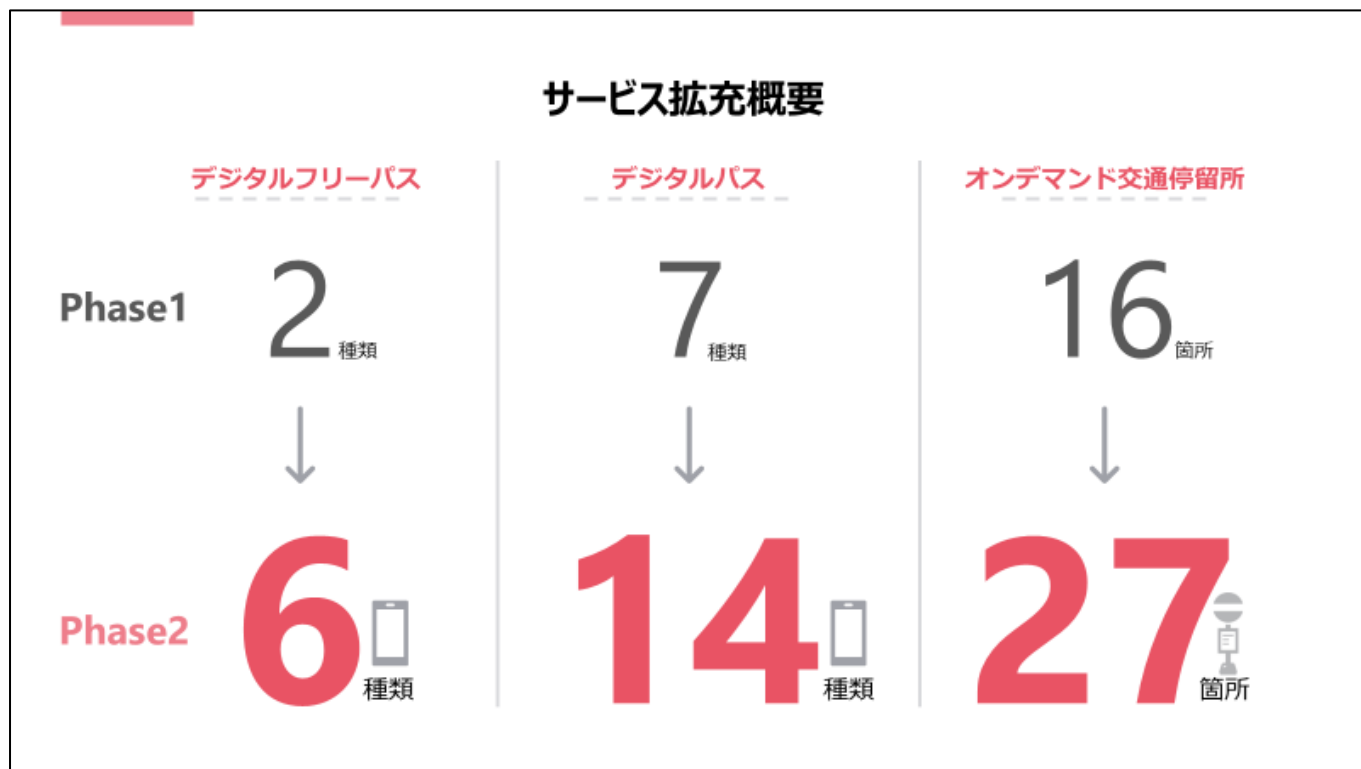 サービス拡充概要
デジタルフリーパス
デジタルパス
オンデマンド交通停留所
Phase1
2種類
7種類
16箇所
Phase2
6種類
14種類
27箇所